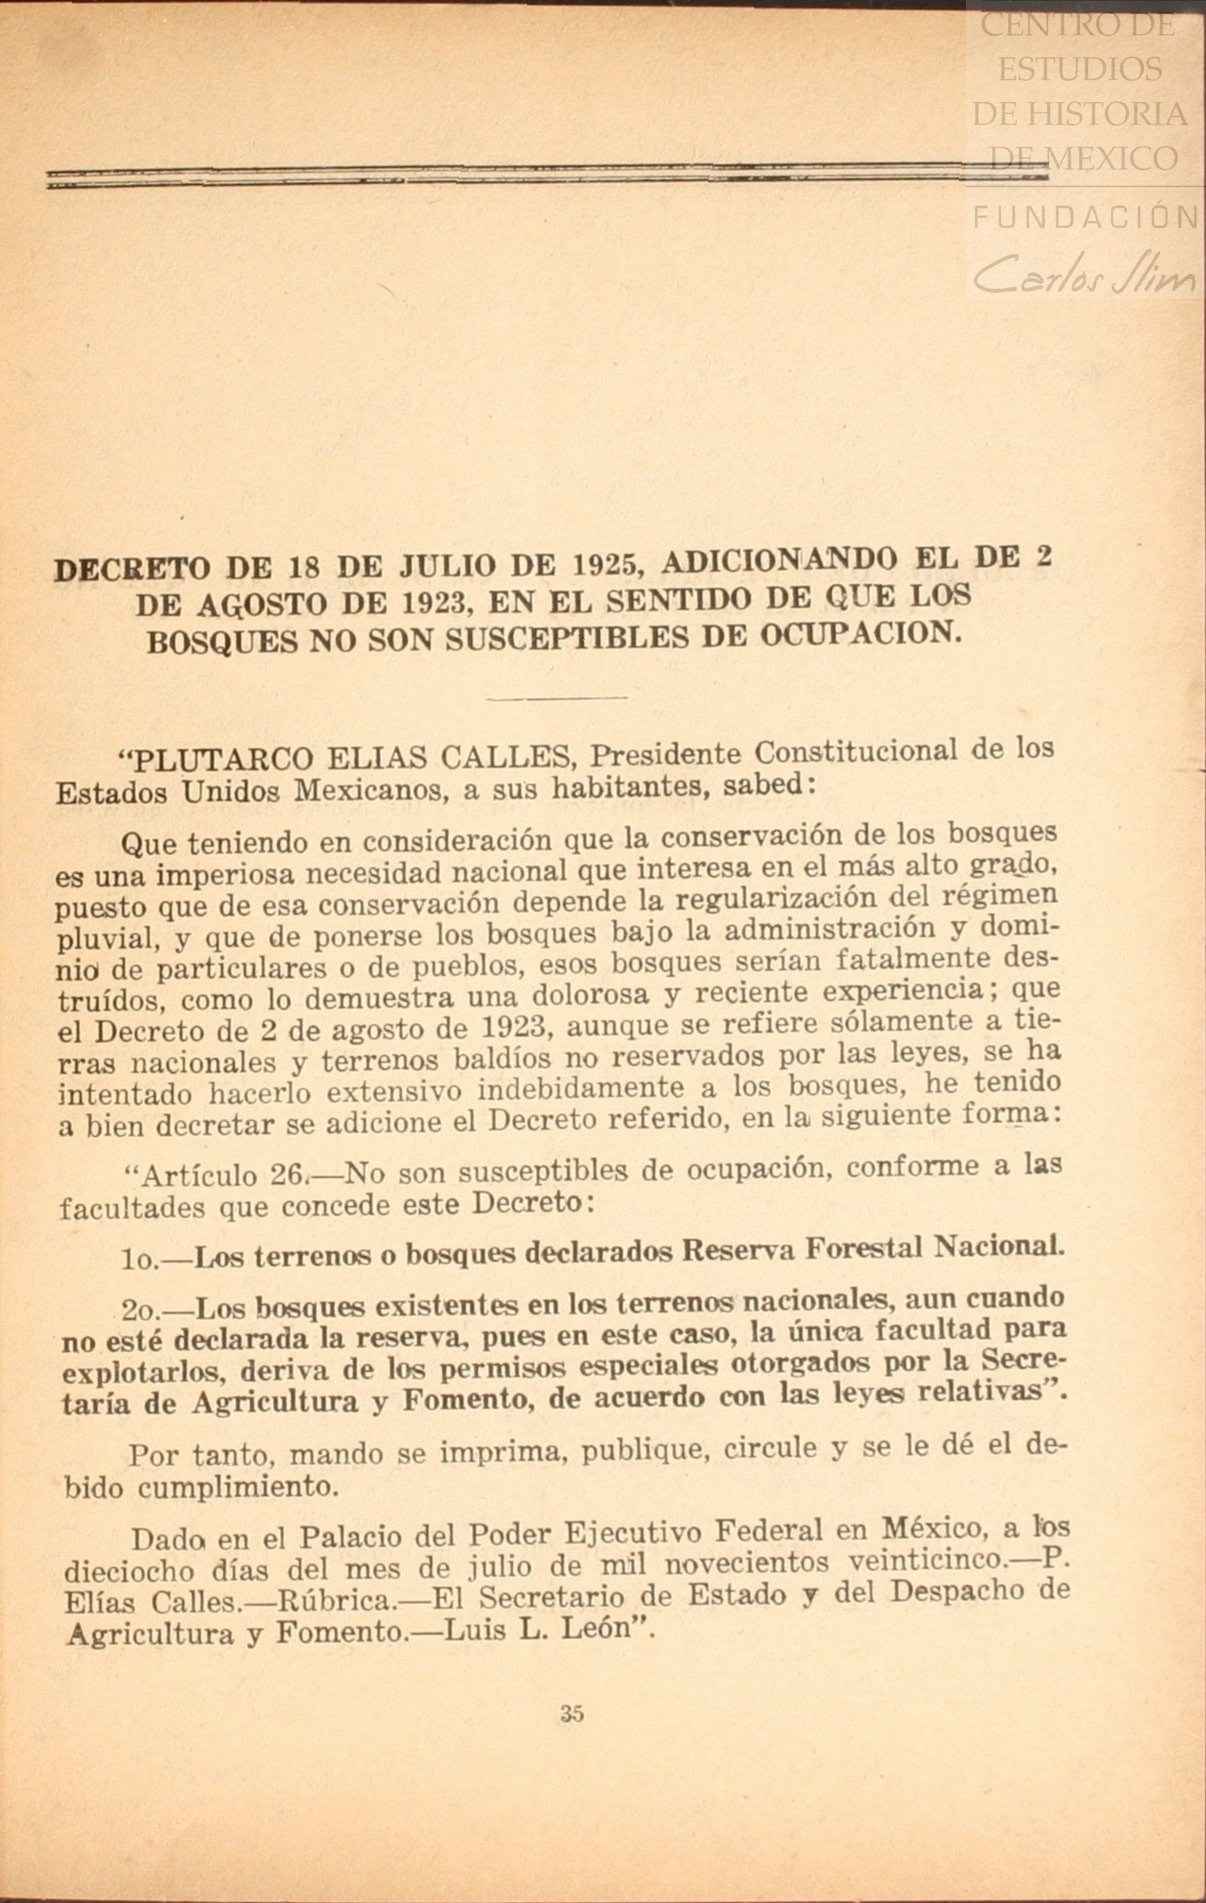 CENTRO DE
ESTUDIOS
DE HISTORIA
DE MEXICO
FUNDACIÓN
Carlos Slim
DECRETO DE 18 DE JULIO DE 1925, ADICIONANDO EL DE 2
DE AGOSTO DE 1923, EN EL SENTIDO DE QUE LOS
BOSQUES NO SON SUSCEPTIBLES DE OCUPACION.
“PLUTARCO ELIAS CALLES, Presidente Constitucional de los
Estados Unidos Mexicanos, a sus habitantes, sabed:
Que teniendo en consideración que la conservación de los bosques
es una imperiosa necesidad nacional que interesa en el más alto grado,
puesto que de esa conservación depende la regularización del régimen
pluvial, y que de ponerse los bosques bajo la administración y domi-
nio de particulares o de pueblos, esos bosques serían fatalmente des-
truídos, como lo demuestra una dolorosa y reciente experiencia; que
el Decreto de 2 de agosto de 1923, aunque se refiere sólamente a tie-
rras nacionales y terrenos baldíos no reservados por las leyes, se ha
intentado hacerlo extensivo indebidamente a los bosques, he tenido
a bien decretar se adicione el Decreto referido, en la siguiente forma:
“Artículo 26.—No son susceptibles de ocupación, conforme a las
facultades que concede este Decreto:
1o.—Los terrenos o bosques declarados Reserva Forestal Nacional.
2o.—Los bosques existentes en los terrenos nacionales, aun cuando
no esté declarada la reserva, pues en este caso, la única facultad para
explotarlos, deriva de los permisos especiales otorgados por la Secre-
taría de Agricultura y Fomento, de acuerdo con las leyes relativas”.
Por tanto, mando se imprima, publique, circule y se le dé el de-
bido cumplimiento.
Dado en el Palacio del Poder Ejecutivo Federal en México, a los
dieciocho días del mes de julio de mil novecientos veinticinco.—P.
Elías Calles.—Rúbrica.—El Secretario de Estado y del Despacho de
Agricultura y Fomento.—Luis L. León”.
35